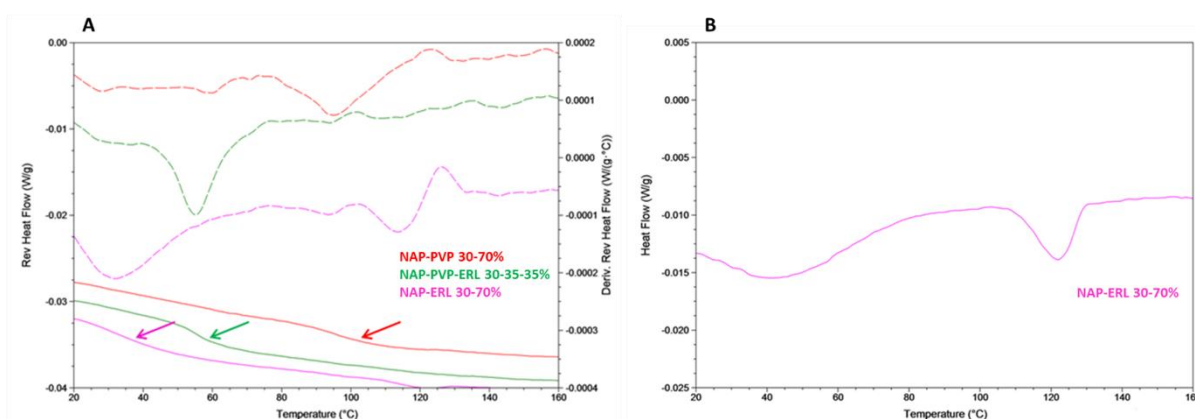 A
0.00
-0.01
-0.02
-0.03
-0.04
Rev Heat Flow (W/g)
0.0002
0.0001
0.0000
-0.0001
-0.0002
-0.0003
-0.0004
Deriv. Rev Heat Flow (W/(g·°C)
NAP-PVP 30-70%
NAP-PVP-ERL 30-35-35%
NAP-ERL 30-70%
20 40 60 80 100 120 140 160
Temperature (°C)
B
0.005
0.000
-0.005
-0.010
-0.015
-0.020
-0.025
Heat Flow (W/g)
NAP-ERL 30-70%
20 40 60 80 100 120 140 160
Temperature (°C)